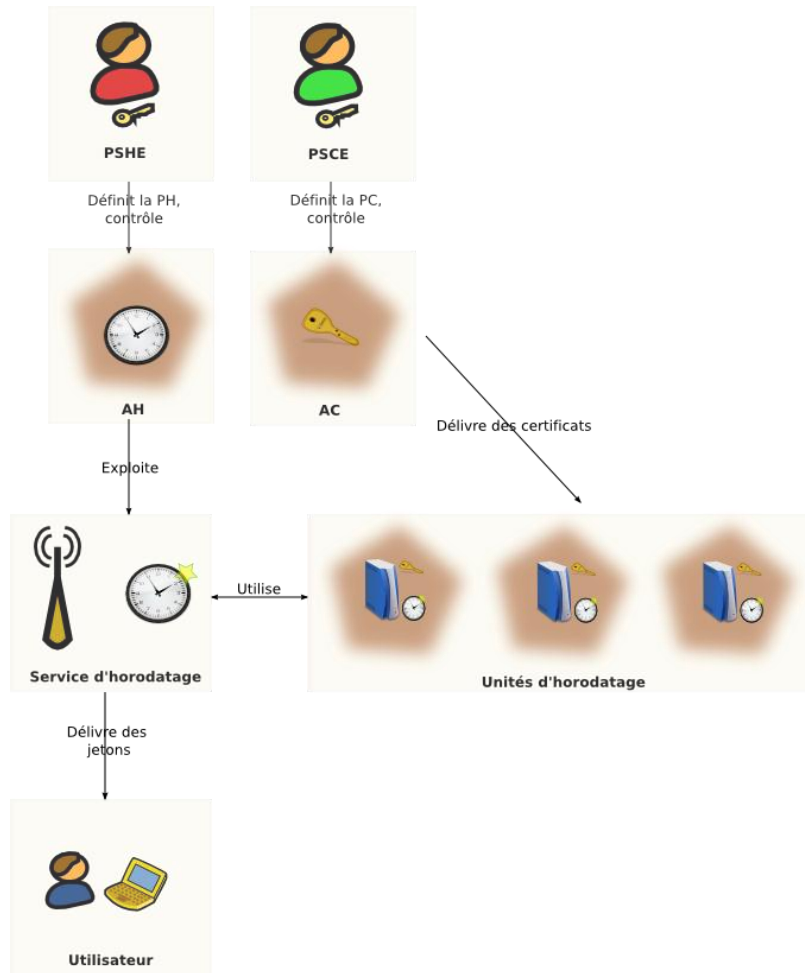 PSHE
PSCE
Définit la PH,
contrôle
Définit la PC,
contrôle
AH
AC
Délivre des certificats
Exploite
Utilise
Service d'horodatage
Unités d'horodatage
Délivre des
jetons
Utilisateur